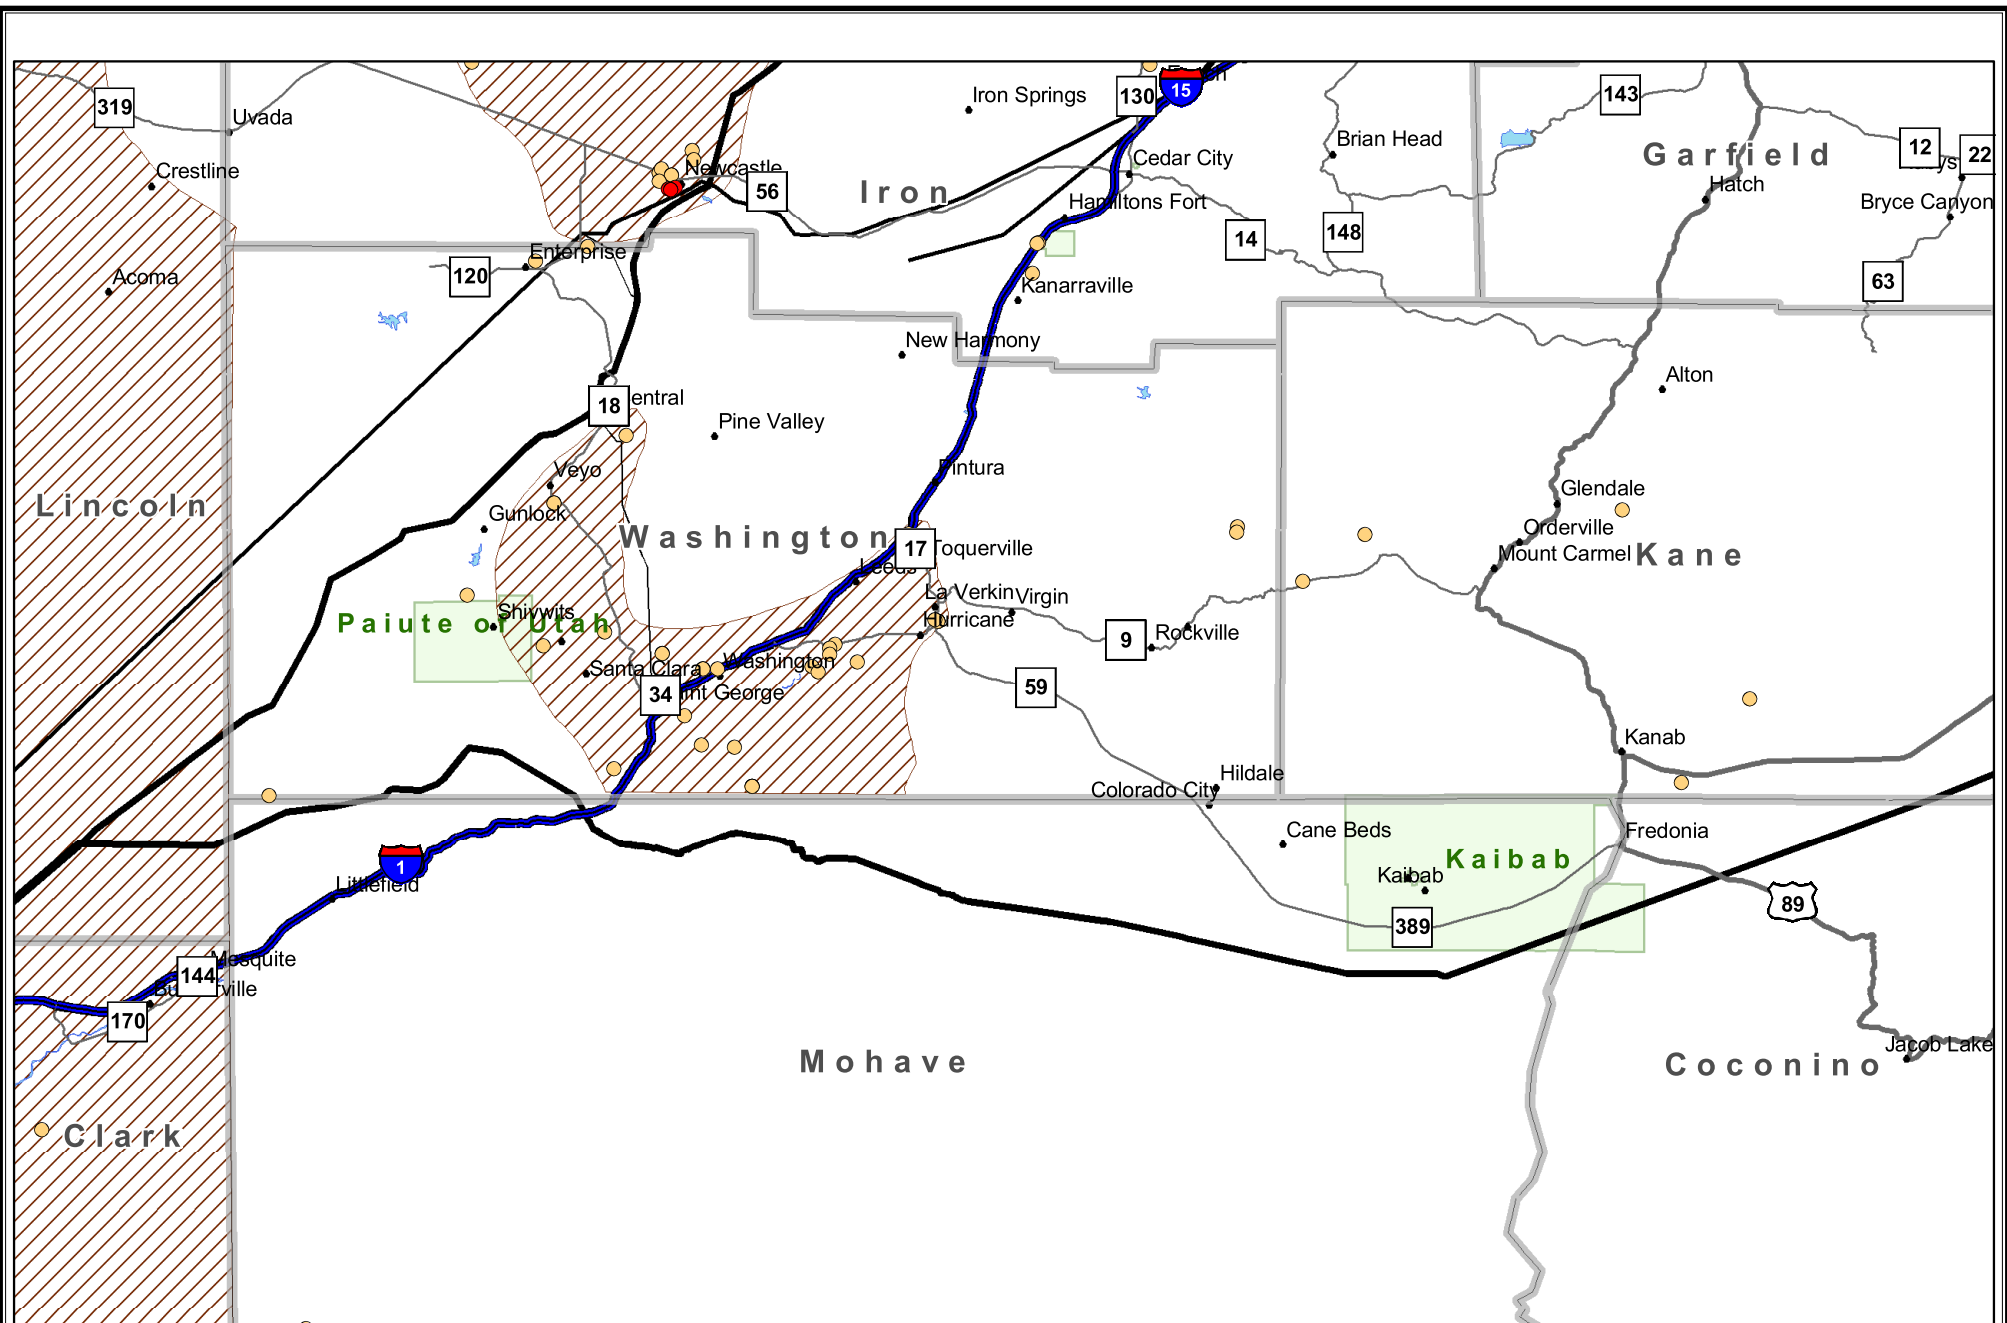 319
Uvada
Crestline
Acoma
Lincoln
Newcastle
56
Iron Springs
130
15
Iron
Cedar City
Hamiltons Fort
Kanarraville
14
148
Brian Head
143
Garfield
Hatch
12
22
Bryce Canyon
63
Enterprise
120
New Harmony
18
Pine Valley
Alton
Veyo
Gunlock
Washington
Pintura
17
Toquerville
Leeds
La Verkin
Virgin
Hurricane
9
Rockville
Glendale
Orderville
Mount Carmel
Kane
Paiute of Utah
Shivwits
Santa Clara
Washington
34
George
59
Kanab
Hildale
Colorado City
Cane Beds
Fredonia
Kaibab
Kaibab
389
89
1
Littlefield
Mesquite
144
170
Mohave
Coconino
Jacob Lake
Clark